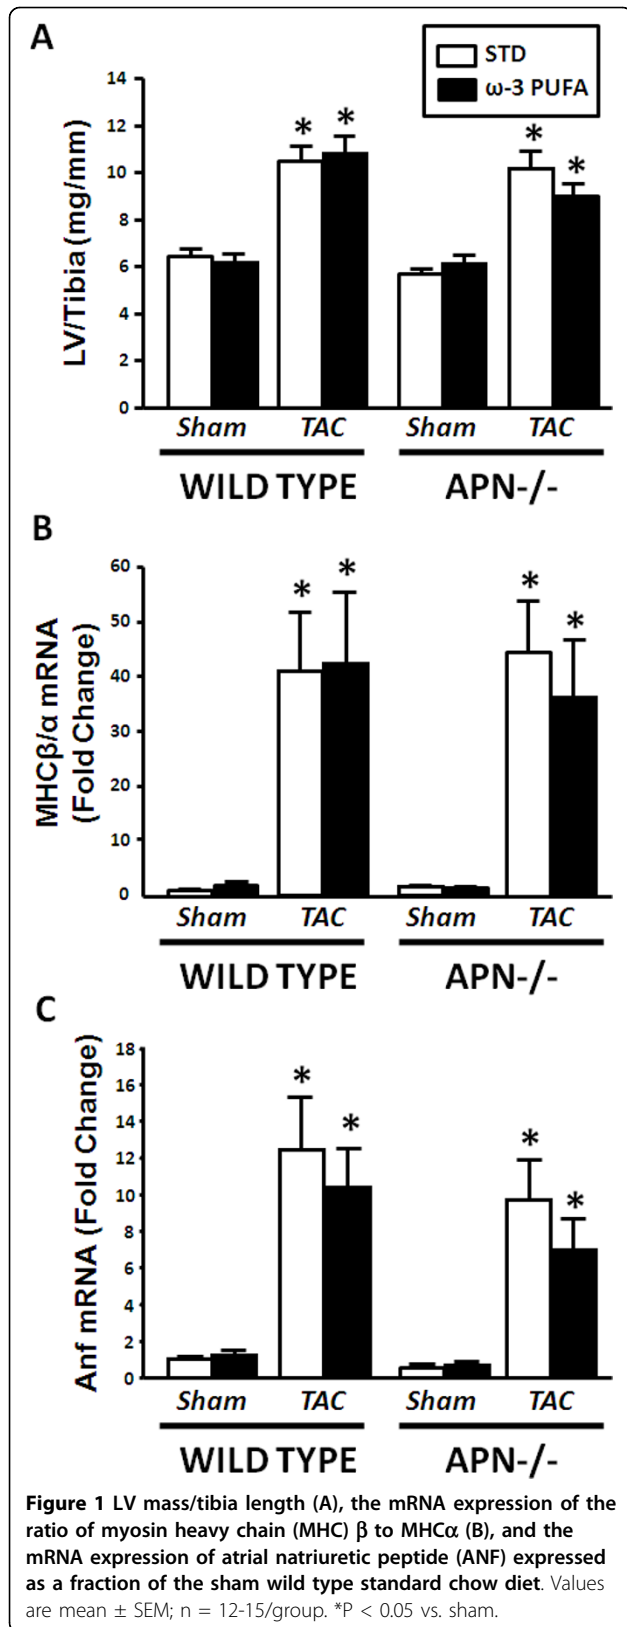 A
STD
ω-3 PUFA
LV/Tibia (mg/mm)
14
12
10
8
6
4
2
0
* * * *
Sham TAC Sham TAC
WILD TYPE APN-/-
B
MHCβ/α mRNA
(Fold Change)
60
50
40
30
20
10
0
* * * *
Sham TAC Sham TAC
WILD TYPE APN-/-
C
Anf mRNA (Fold Change)
18
16
14
12
10
8
6
4
2
0
* * * *
Sham TAC Sham TAC
WILD TYPE APN-/-
Figure 1 LV mass/tibia length (A), the mRNA expression of the
ratio of myosin heavy chain (MHC) β to MHCα (B), and the
mRNA expression of atrial natriuretic peptide (ANF) expressed
as a fraction of the sham wild type standard chow diet. Values
are mean ± SEM; n = 12-15/group. *P < 0.05 vs. sham.